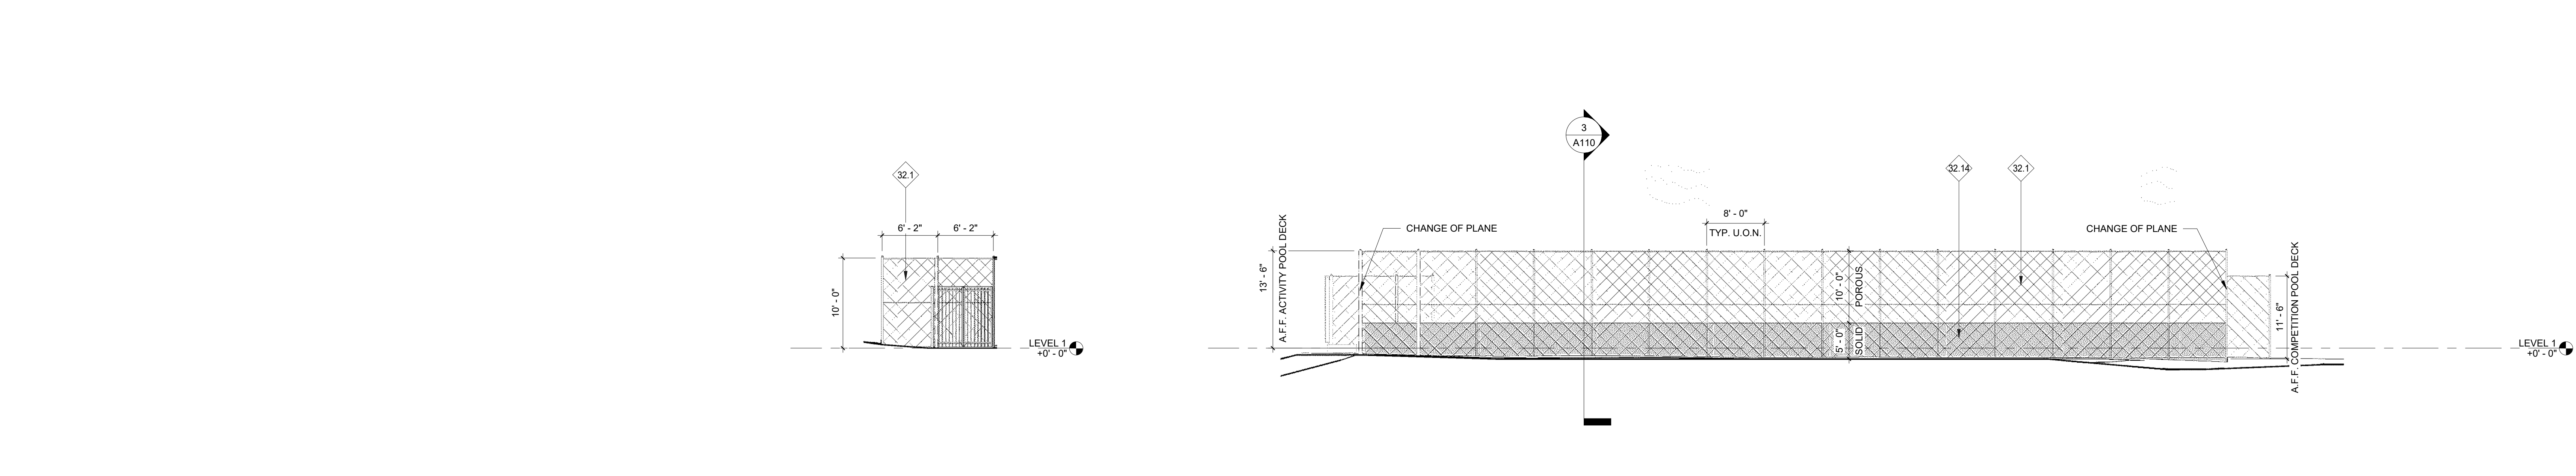 32.1
6' - 2"
6' - 2"
10' - 0"
LEVEL 1
+0' - 0"
3
A110
13' - 6"
A.F.F. ACTIVITY POOL DECK
CHANGE OF PLANE
8' - 0"
TYP. U.O.N.
10' - 0"
POROUS
5' - 0"
SOLID
32.14
32.1
CHANGE OF PLANE
11' - 6"
A.F.F. COMPETITION POOL DECK
LEVEL 1
+0' - 0"